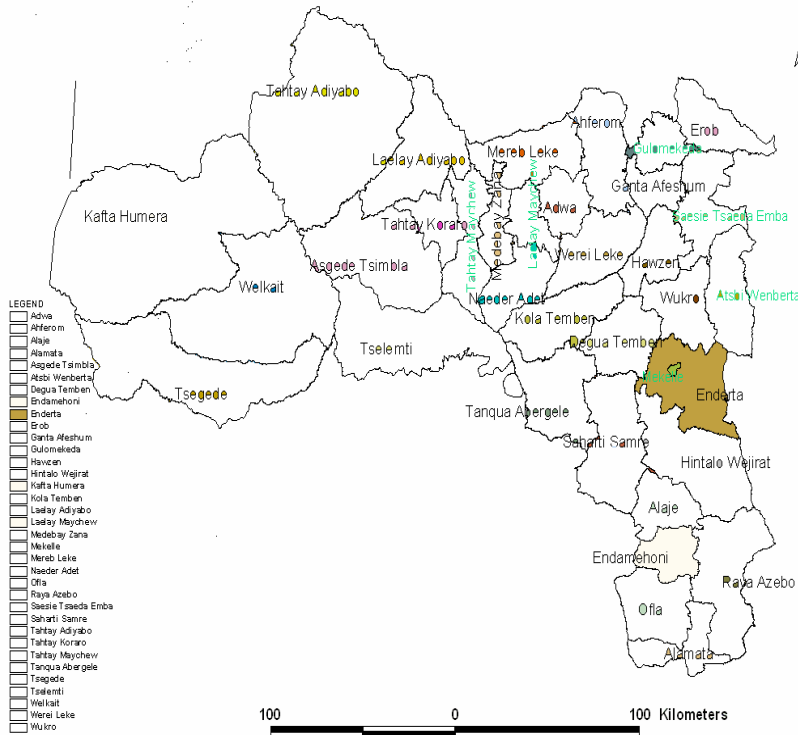 Tahtay Adiyabo
Ahferom
Erob
Mereb Leke
Gulomekeda
Laelay Adiyabo
Ganta Afeshum
Kafta Humera
Tahtay Koraro
Tahtay Mayrhew
Medebay Zana
Laelay Maychew
Adwa
Saesie Tsaeda Emba
Asgede Tsimbla
Werei Leke
Hawzen
Welkait
Naeder Adet
Wukro
Atsbi Wenberta
Kola Temben
Degua Temben
Tselemti
Mekelle
Enderta
Tsegede
Tanqua Abergele
Saharti Samre
Hintalo Wejirat
Alaje
Endamehoni
Raya Azebo
Ofla
Alamata
LEGEND
Adwa
Ahferom
Alaje
Alamata
Asgede Tsimbla
Atsbi Wenberta
Degua Temben
Endamehoni
Enderta
Erob
Ganta Afeshum
Gulomekeda
Hawzen
Hintalo Wejirat
Kafta Humera
Kola Temben
Laelay Adiyabo
Laelay Maychew
Medebay Zana
Mekelle
Mereb Leke
Naeder Adet
Ofla
Raya Azebo
Saesie Tsaeda Emba
Saharti Samre
Tahtay Adiyabo
Tahtay Koraro
Tahtay Maychew
Tanqua Abergele
Tsegede
Tselemti
Welkait
Werei Leke
Wukro
100 0 100 Kilometers